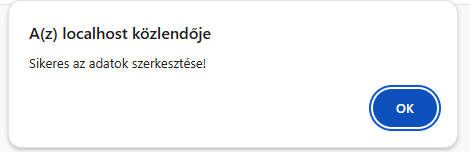 A(z) localhost közlendője
Sikeres az adatok szerkesztése!
OK